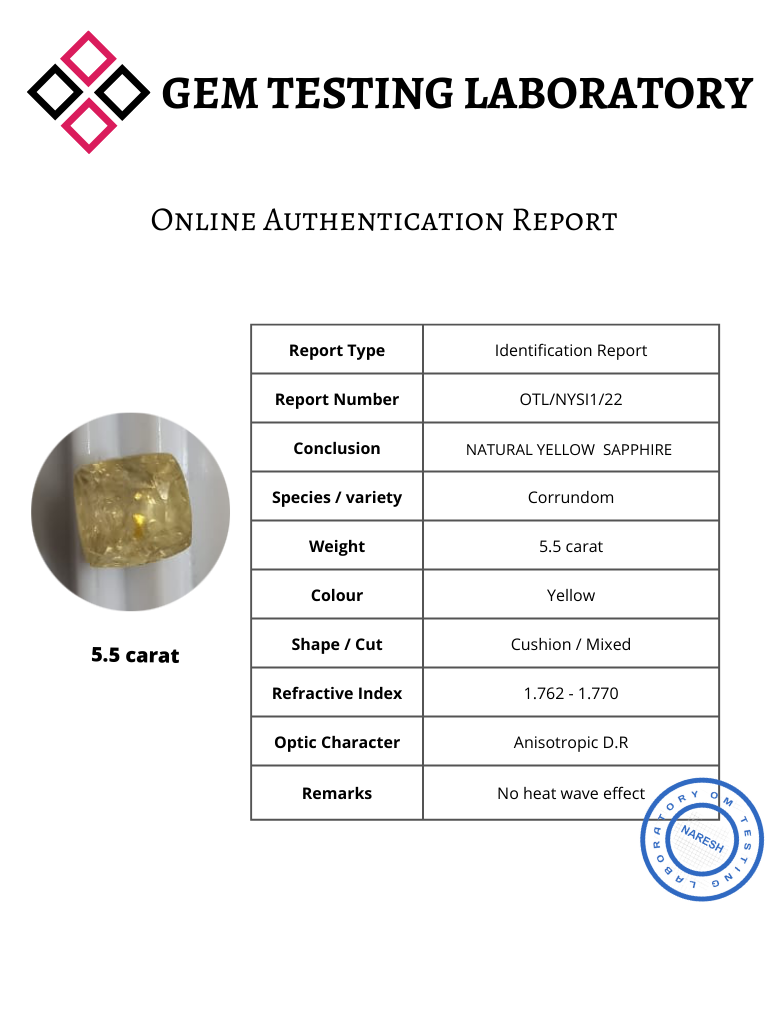 GEM TESTING LABORATORY
ONLINE AUTHENTICATION REPORT
Report Type Identification Report
Report Number OTL/NYSI1/22
Conclusion NATURAL YELLOW SAPPHIRE
Species / variety Corrundom
Weight 5.5 carat
Colour Yellow
Shape / Cut Cushion / Mixed
Refractive Index 1.762 - 1.770
Optic Character Anisotropic D.R
Remarks No heat wave effect
5.5 carat
OM TESTING LABORATORY
NARESH